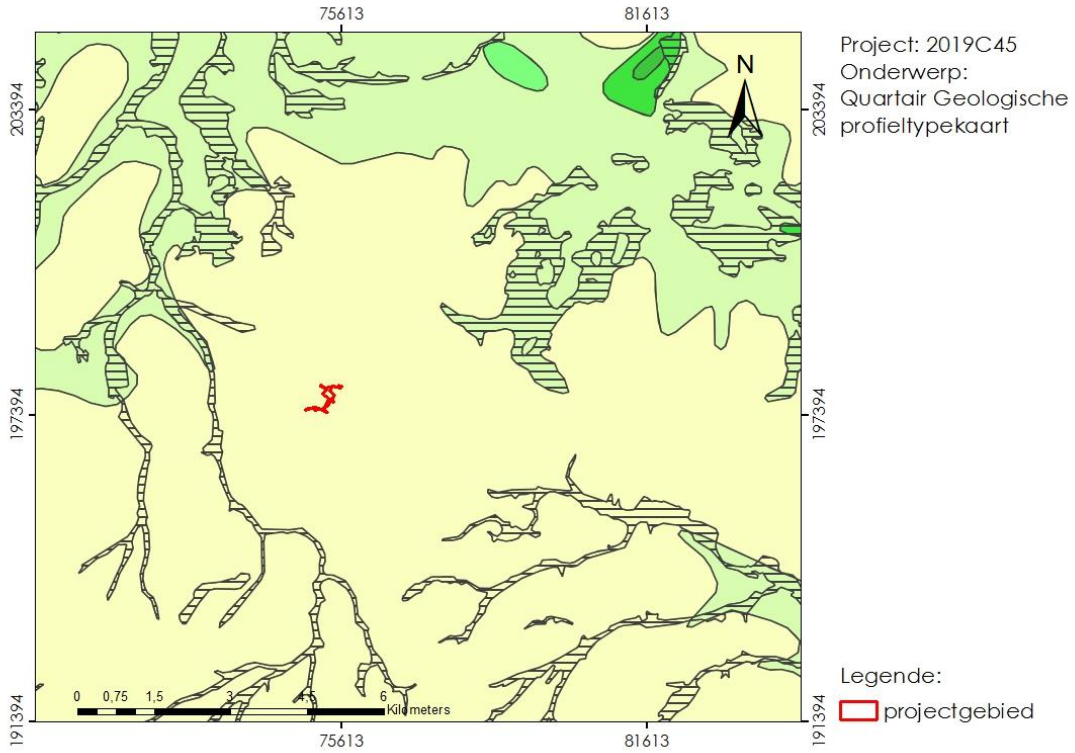 75613
81613
203394
203394
N
Project: 2019C45
Onderwerp:
Quartair Geologische
profieltypekaart
197394
197394
191394
191394
0 0,75 1,5 3 4,5 6
Kilometers
75613
81613
Legende:
projectgebied